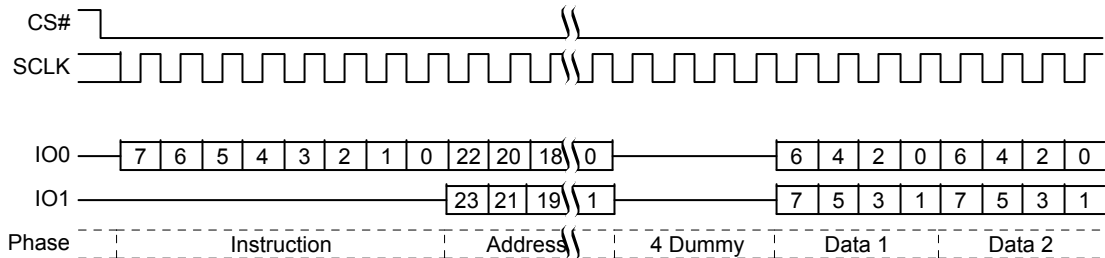 CS#
SCLK
IO0 7 6 5 4 3 2 1 0 22 20 18 0 6 4 2 0 6 4 2 0
IO1 23 21 19 1 7 5 3 1 7 5 3 1
Phase Instruction Address 4 Dummy Data 1 Data 2